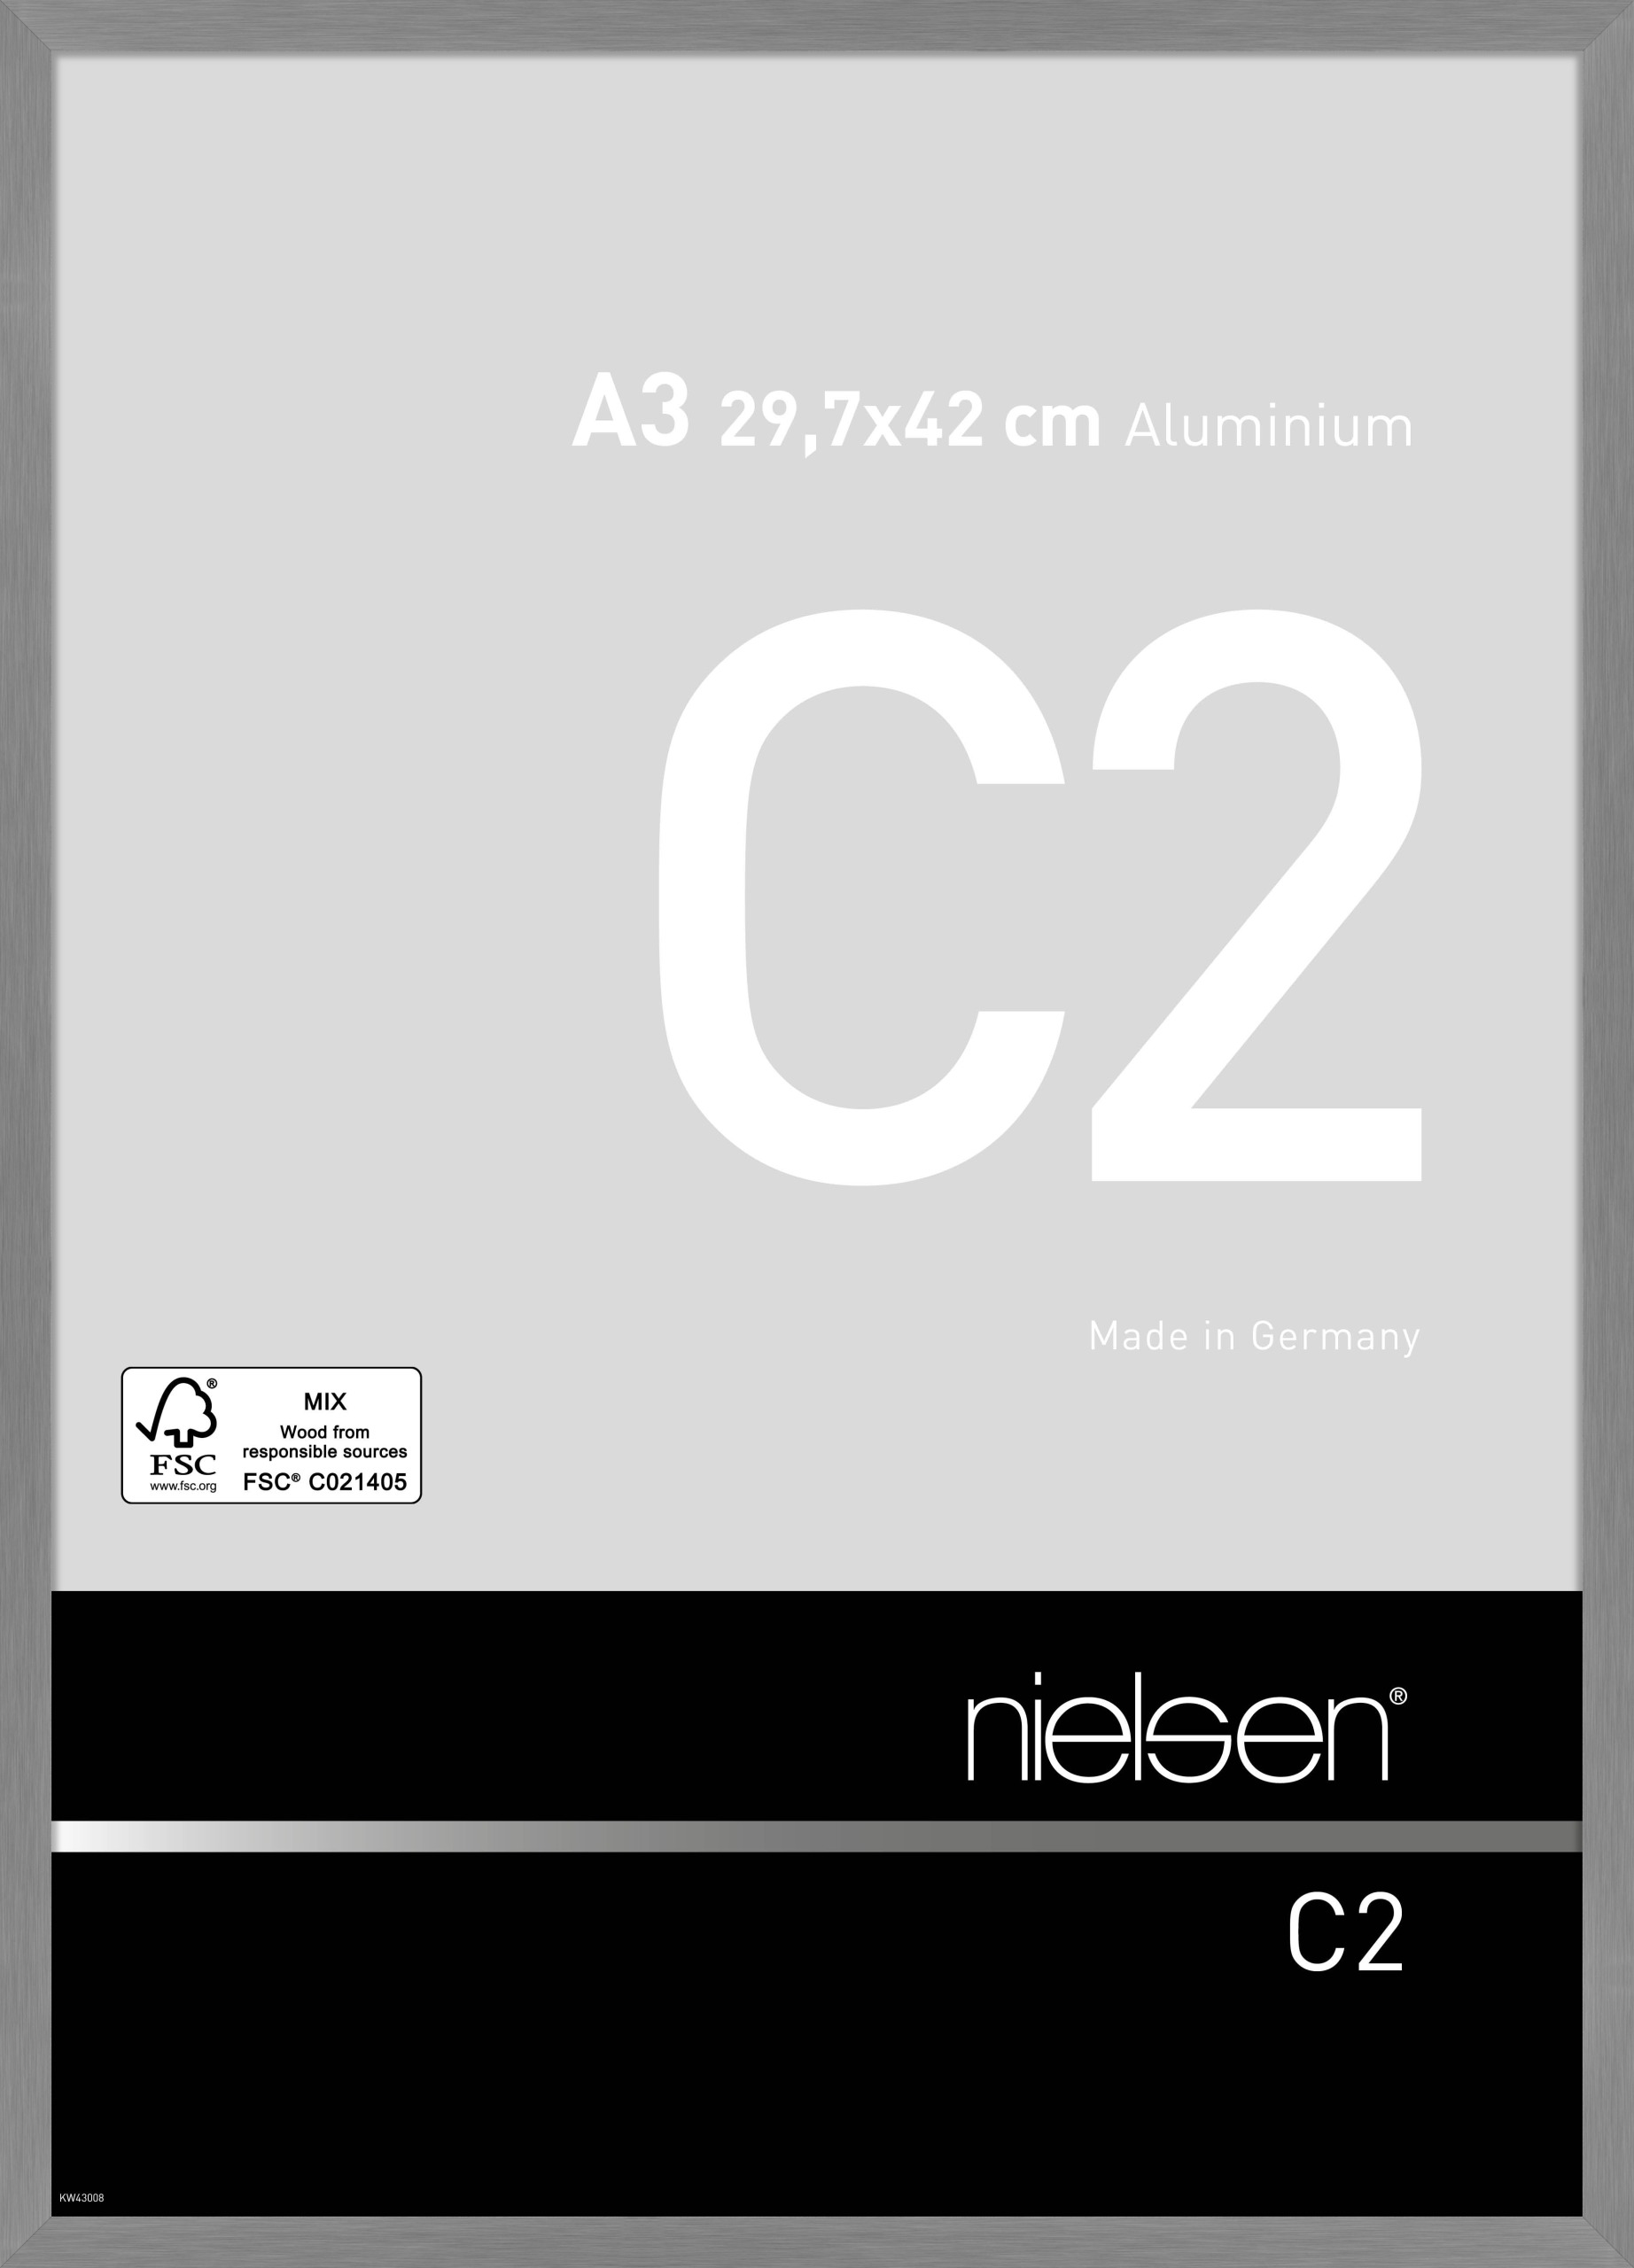 A3 29,7x42 cm Aluminium
C2
Made in Germany
®
MIX
Wood from
responsible sources
FSC
www.fsc.org
FSC® C021405
nielsen®
C2
KW43008